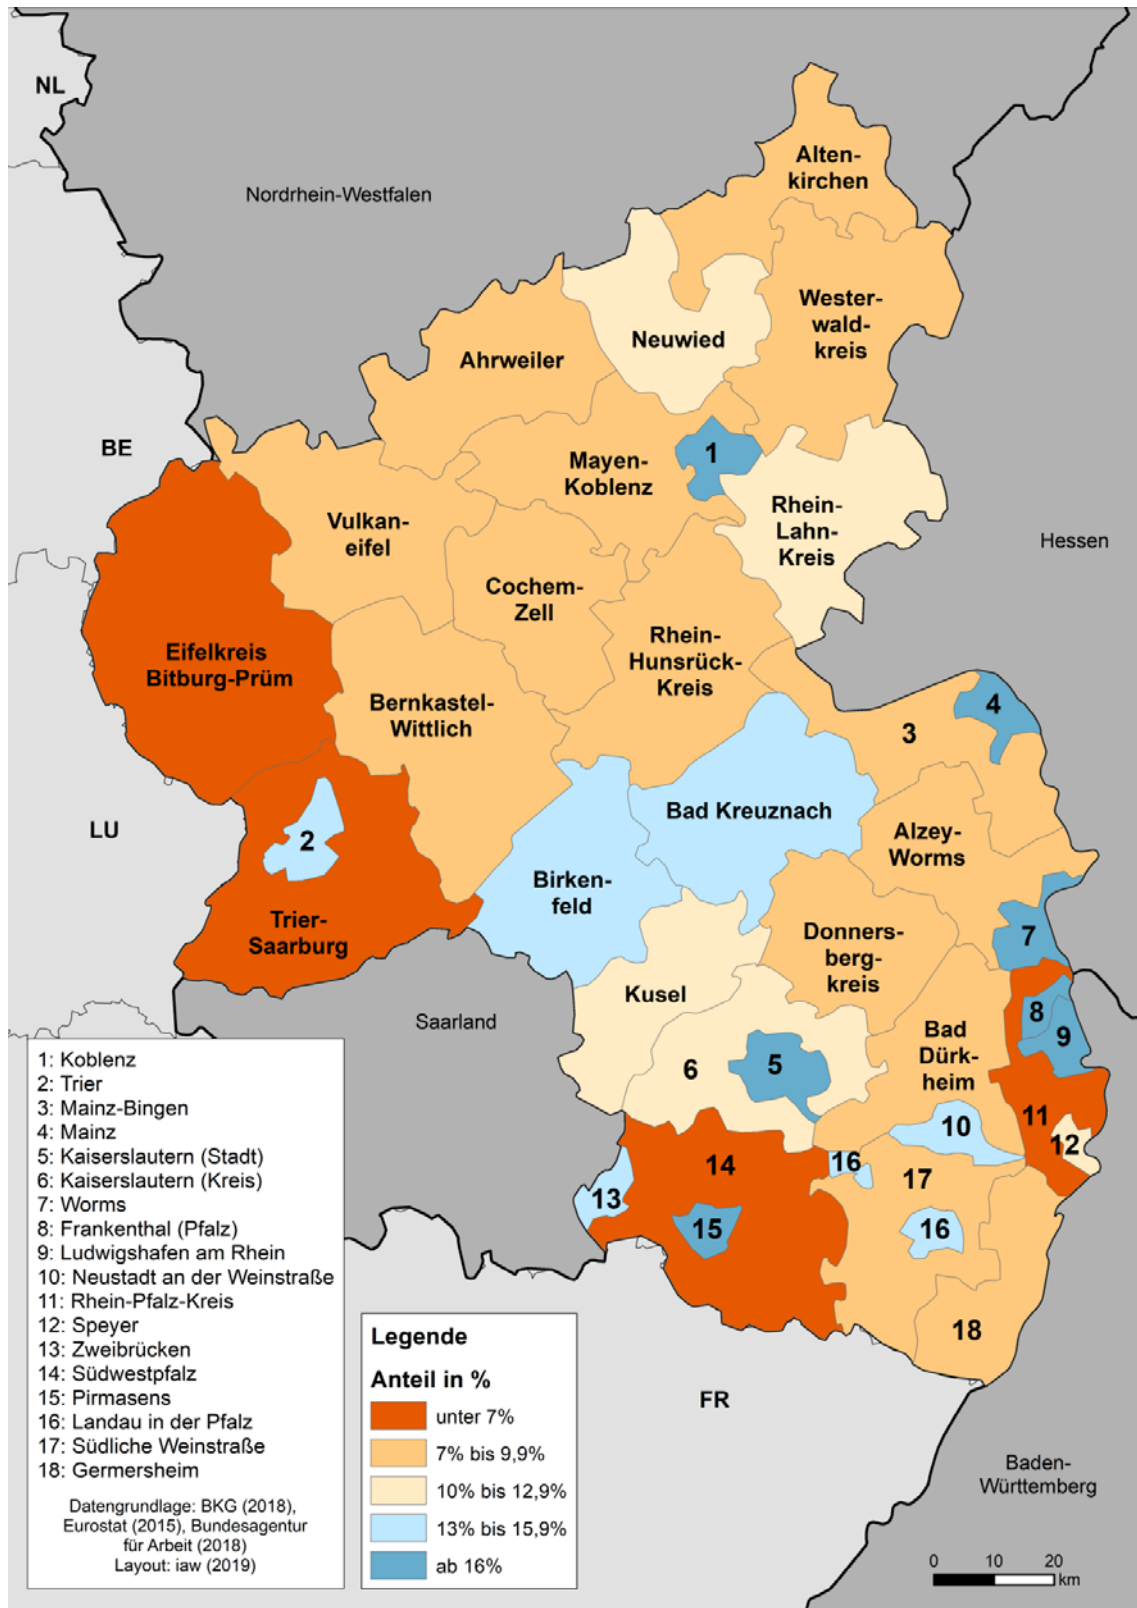 NL
Nordrhein-Westfalen
Alten-
kirchen
Wester-
wald-
kreis
Neuwied
Ahrweiler
BE
1
Mayen-
Koblenz
Rhein-
Lahn-
Kreis
Vulkan-
eifel
Hessen
Cochem-
Zell
Rhein-
Hunsrück-
Kreis
Eifelkreis
Bitburg-Prüm
Bernkastel-
Wittlich
4
3
Bad Kreuznach
LU
2
Alzey-
Worms
Birken-
feld
Trier-
Saarburg
Donners-
berg-
kreis
7
Kusel
Saarland
8
9
Bad
Dürk-
heim
5
6
11
10
12
16
14
17
13
15
16
18
FR
Baden-
Württemberg
1: Koblenz
2: Trier
3: Mainz-Bingen
4: Mainz
5: Kaiserslautern (Stadt)
6: Kaiserslautern (Kreis)
7: Worms
8: Frankenthal (Pfalz)
9: Ludwigshafen am Rhein
10: Neustadt an der Weinstraße
11: Rhein-Pfalz-Kreis
12: Speyer
13: Zweibrücken
14: Südwestpfalz
15: Pirmasens
16: Landau in der Pfalz
17: Südliche Weinstraße
18: Germersheim
Datengrundlage: BKG (2018),
Eurostat (2015), Bundesagentur
für Arbeit (2018)
Layout: iaw (2019)
Legende
Anteil in %
unter 7%
7% bis 9,9%
10% bis 12,9%
13% bis 15,9%
ab 16%
0 10 20
km